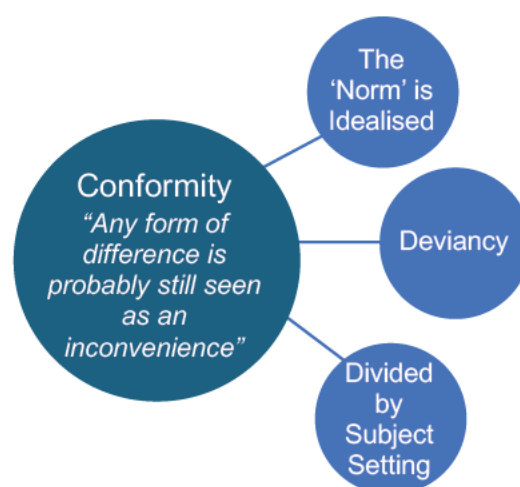 The
‘Norm’ is
Idealised
Conformity
“Any form of
difference is
probably still seen
as an
inconvenience”
Deviancy
Divided
by
Subject
Setting